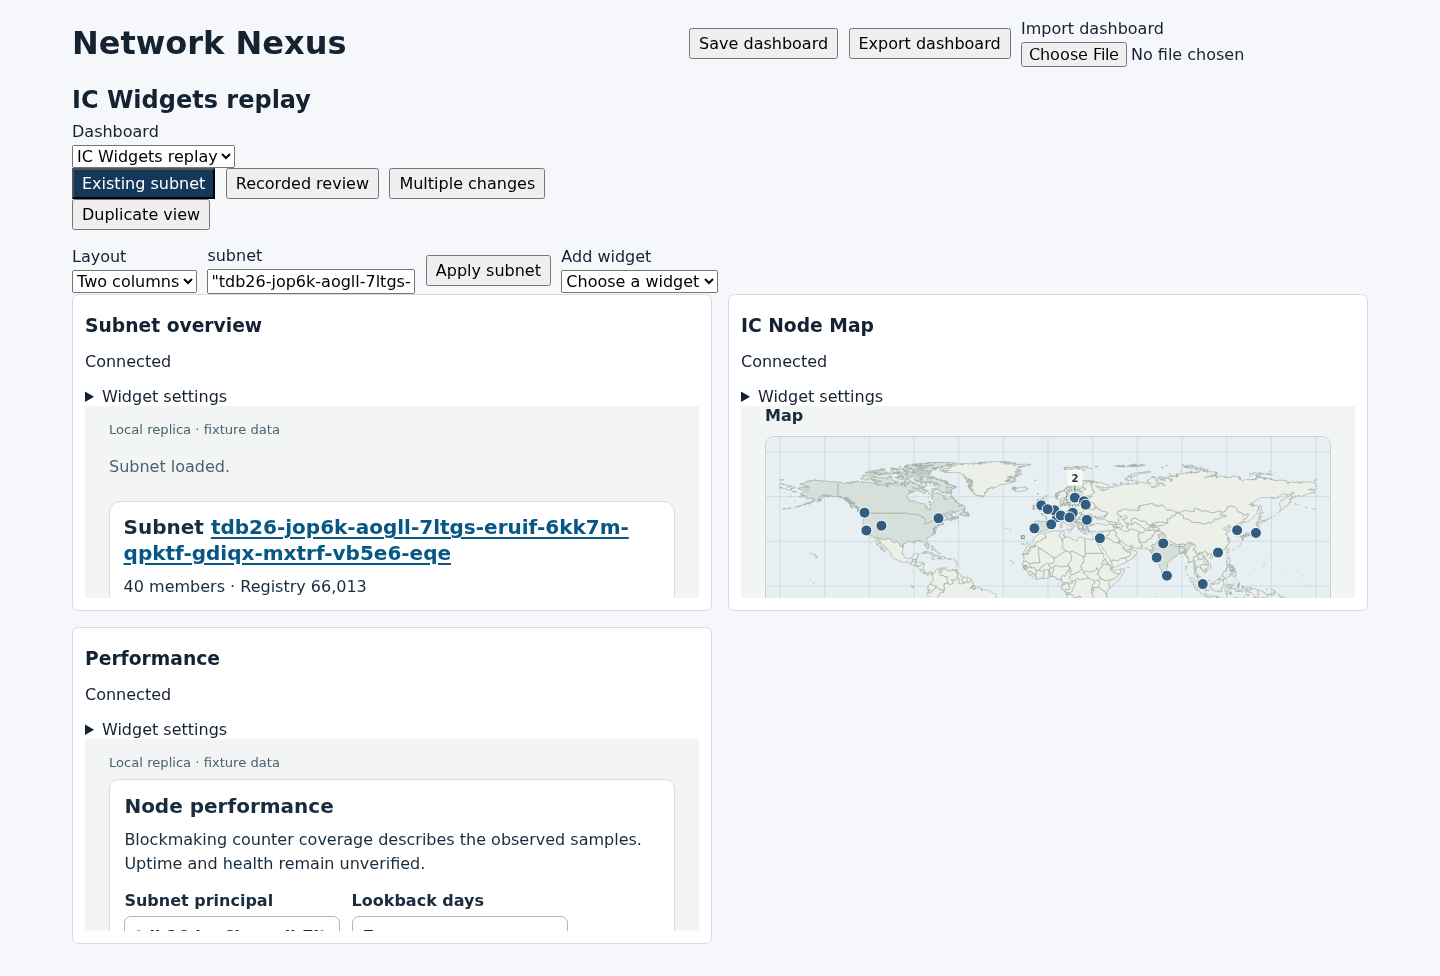 Network Nexus
Save dashboard
Export dashboard
Import dashboard
Choose File No file chosen
IC Widgets replay
Dashboard
IC Widgets replay
Existing subnet
Recorded review
Multiple changes
Duplicate view
Layout
Two columns
subnet
"tdb26-jop6k-aogll-7ltgs-
Apply subnet
Add widget
Choose a widget
Subnet overview
Connected
Widget settings
Local replica · fixture data
Subnet loaded.
Subnet tdb26-jop6k-aogll-7ltgs-eruif-6kk7m-
qpktf-gdiqx-mxtrf-vb5e6-eqe
40 members · Registry 66,013
IC Node Map
Connected
Widget settings
Map
2
Performance
Connected
Widget settings
Local replica · fixture data
Node performance
Blockmaking counter coverage describes the observed samples.
Uptime and health remain unverified.
Subnet principal
Lookback days